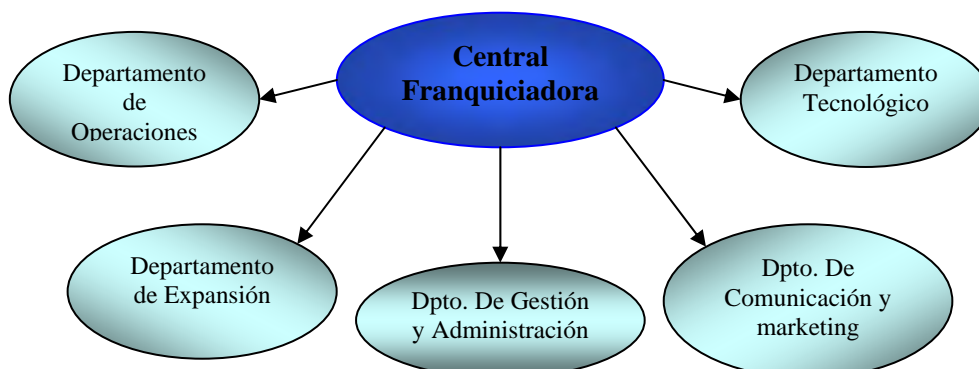 Central
Franquiciadora
Departamento
de
Operaciones
Departamento
Tecnológico
Departamento
de Expansión
Dpto. De Gestión
y Administración
Dpto. De
Comunicación y
marketing